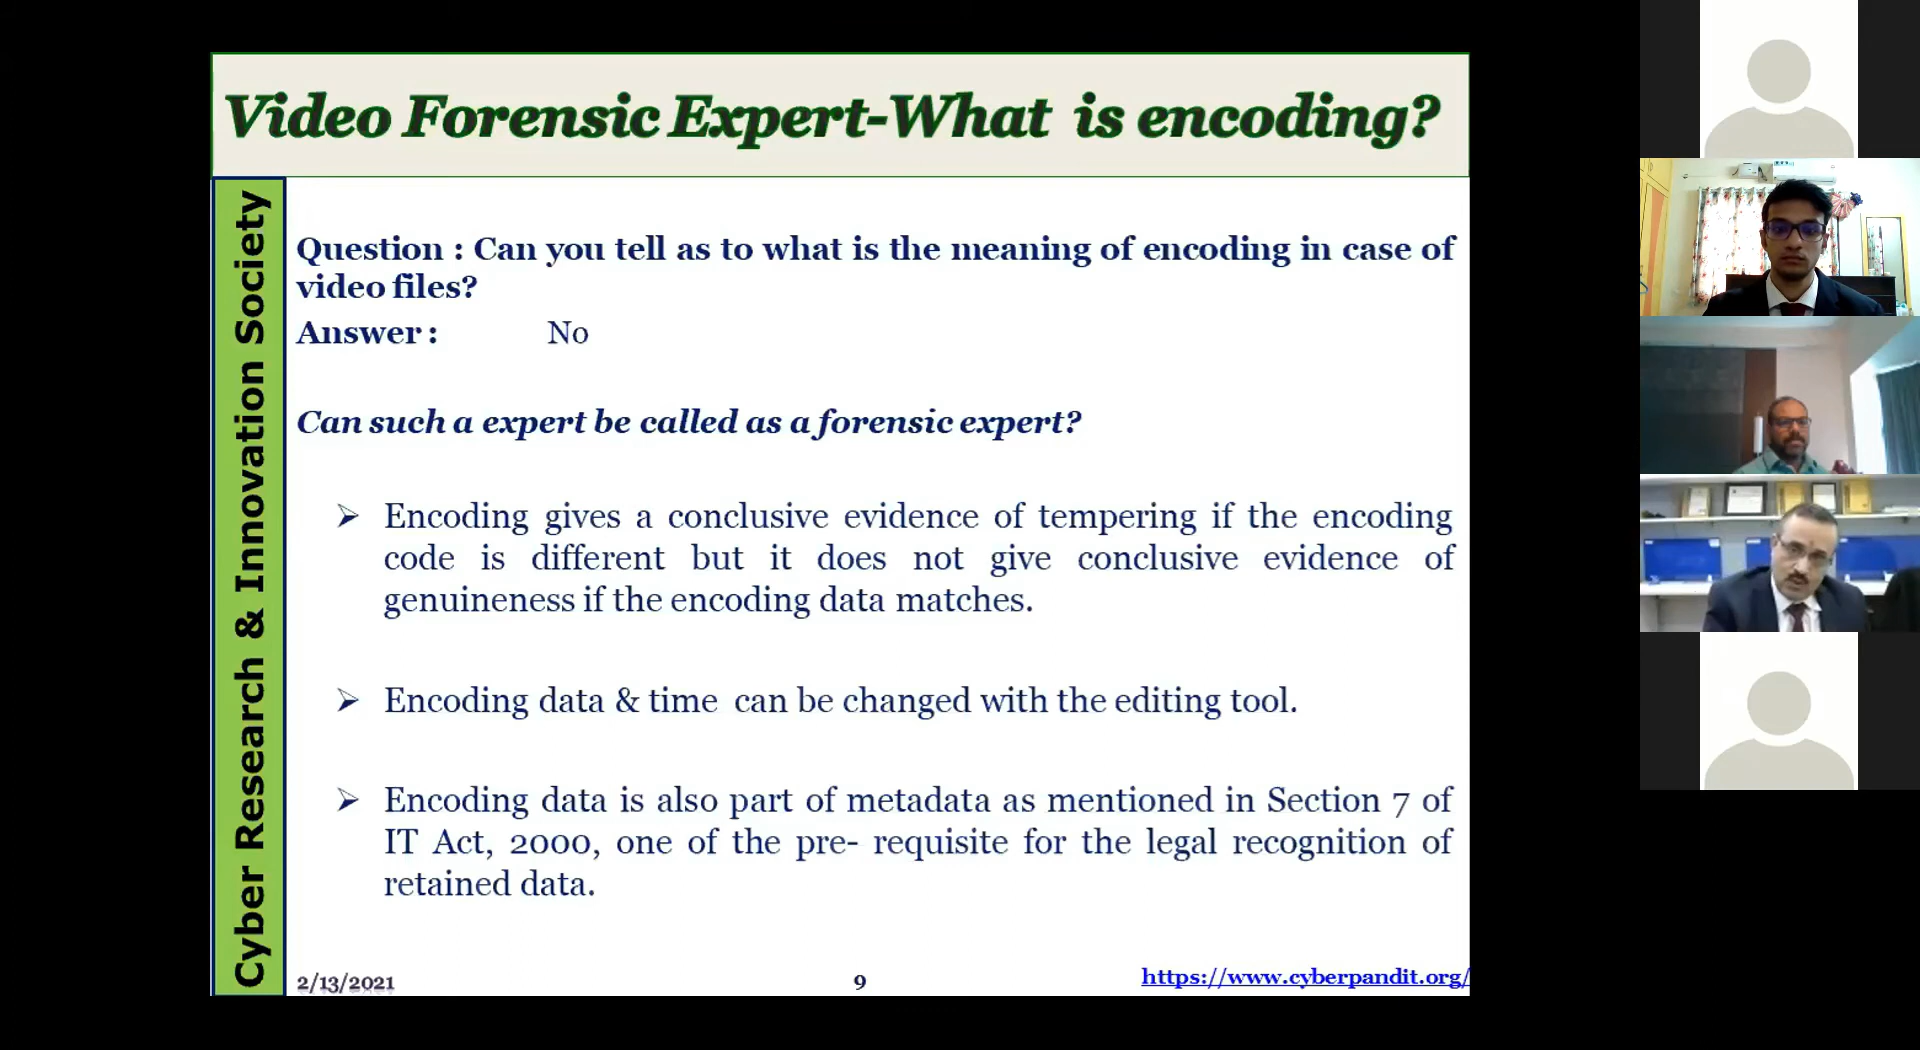 Video Forensic Expert-What is encoding?
Cyber Research & Innovation Society
Question : Can you tell as to what is the meaning of encoding in case of
video files?
Answer : No
Can such a expert be called as a forensic expert?
➢ Encoding gives a conclusive evidence of tempering if the encoding
code is different but it does not give conclusive evidence of
genuineness if the encoding data matches.
➢ Encoding data & time can be changed with the editing tool.
➢ Encoding data is also part of metadata as mentioned in Section 7 of
IT Act, 2000, one of the pre- requisite for the legal recognition of
retained data.
2/13/2021
9
https://www.cyberpandit.org/